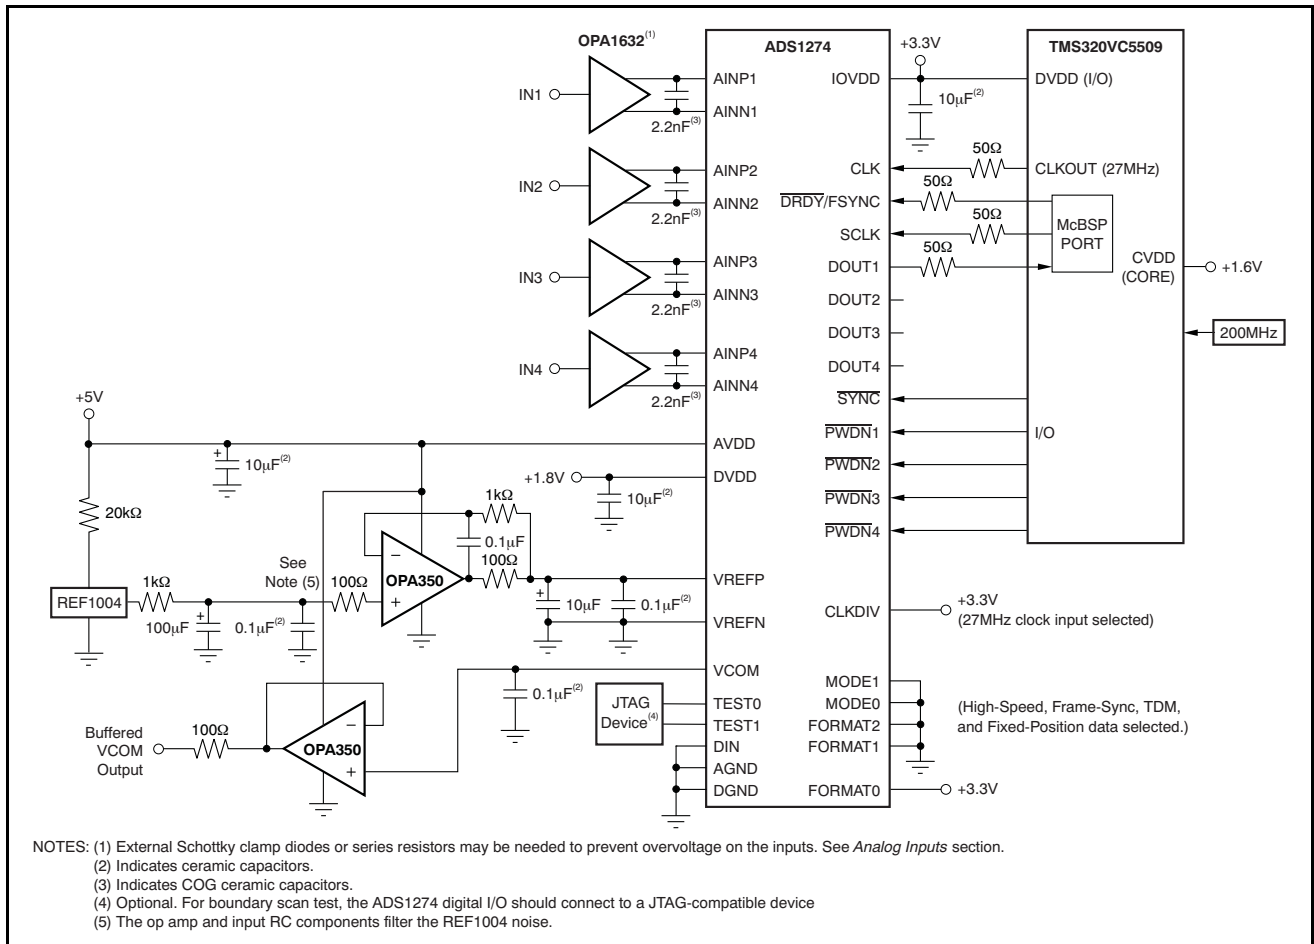 OPA1632(1)
ADS1274
+3.3V
TMS320VC5509
IN1
AINP1
AINN1
2.2nF(3)
IOVDD
10μF(2)
DVDD (I/O)
IN2
AINP2
AINN2
2.2nF(3)
CLK
50Ω
CLKOUT (27MHz)
DRDY/FSYNC
50Ω
SCLK
50Ω
McBSP
PORT
DOUT1
50Ω
CVDD
(CORE)
+1.6V
IN3
AINP3
AINN3
2.2nF(3)
DOUT2
DOUT3
DOUT4
200MHz
IN4
AINP4
AINN4
2.2nF(3)
SYNC
PWDN1
I/O
PWDN2
PWDN3
PWDN4
+5V
AVDD
+
10μF(2)
+1.8V
DVDD
10μF(2)
20kΩ
1kΩ
0.1μF
100Ω
See
Note (5)
100Ω
−
OPA350
+
REF1004
1kΩ
+
100μF
0.1μF(2)
VREFP
+
10μF
0.1μF(2)
VREFN
CLKDIV
+3.3V
(27MHz clock input selected)
VCOM
0.1μF(2)
JTAG
Device(4)
TEST0
TEST1
DIN
AGND
DGND
MODE1
MODE0
FORMAT2
FORMAT1
FORMAT0
+3.3V
(High-Speed, Frame-Sync, TDM,
and Fixed-Position data selected.)
Buffered
VCOM
Output
100Ω
−
OPA350
+
NOTES: (1) External Schottky clamp diodes or series resistors may be needed to prevent overvoltage on the inputs. See Analog Inputs section.
(2) Indicates ceramic capacitors.
(3) Indicates COG ceramic capacitors.
(4) Optional. For boundary scan test, the ADS1274 digital I/O should connect to a JTAG-compatible device
(5) The op amp and input RC components filter the REF1004 noise.